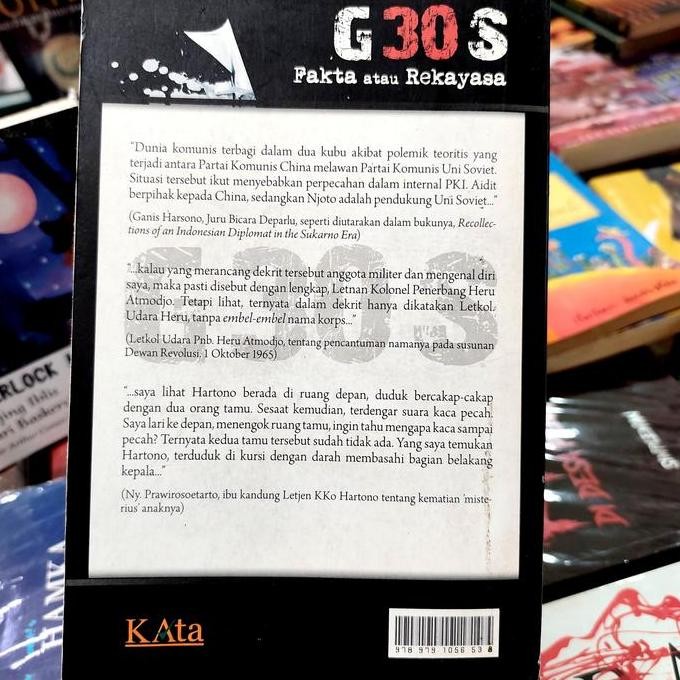 G30S
Fakta atau Rekayasa
"Dunia komunis terbagi dalam dua kubu akibat polemik teoritis yang
terjadi antara Partai Komunis China melawan Partai Komunis Uni Soviet.
Situasi tersebut ikut menyebabkan perpecahan dalam internal PKI. Aidit
berpihak kepada China, sedangkan Njoto adalah pendukung Uni Soviet..."
(Ganis Harsono, Juru Bicara Deparlu, seperti diutarakan dalam bukunya, Recollec-
tions of an Indonesian Diplomat in the Sukarno Era)
"...kalau yang merancang dekrit tersebut anggota militer dan mengenal diri
saya, maka pasti disebut dengan lengkap, Letnan Kolonel Penerbang Heru
Atmodjo. Tetapi lihat, ternyata dalam dekrit hanya dikatakan Letkol
Udara Heru, tanpa embel-embel nama korps..."
(Letkol Udara Pnb. Heru Atmodjo, tentang pencantuman namanya pada susunan
Dewan Revolusi, 1 Oktober 1965)
"...saya lihat Hartono berada di ruang depan, duduk bercakap-cakap
dengan dua orang tamu. Sesaat kemudian, terdengar suara kaca pecah.
Saya lari ke depan, menengok ruang tamu, ingin tahu mengapa kaca sampai
pecah? Ternyata kedua tamu tersebut sudah tidak ada. Yang saya temukan
Hartono, terduduk di kursi dengan darah membasahi bagian belakang
kepala..."
(Ny. Prawirosoetarto, ibu kandung Letjen KKo Hartono tentang kematian 'miste-
rius' anaknya)
G30S
KAta
978 979 1056 53 8
HAMKA